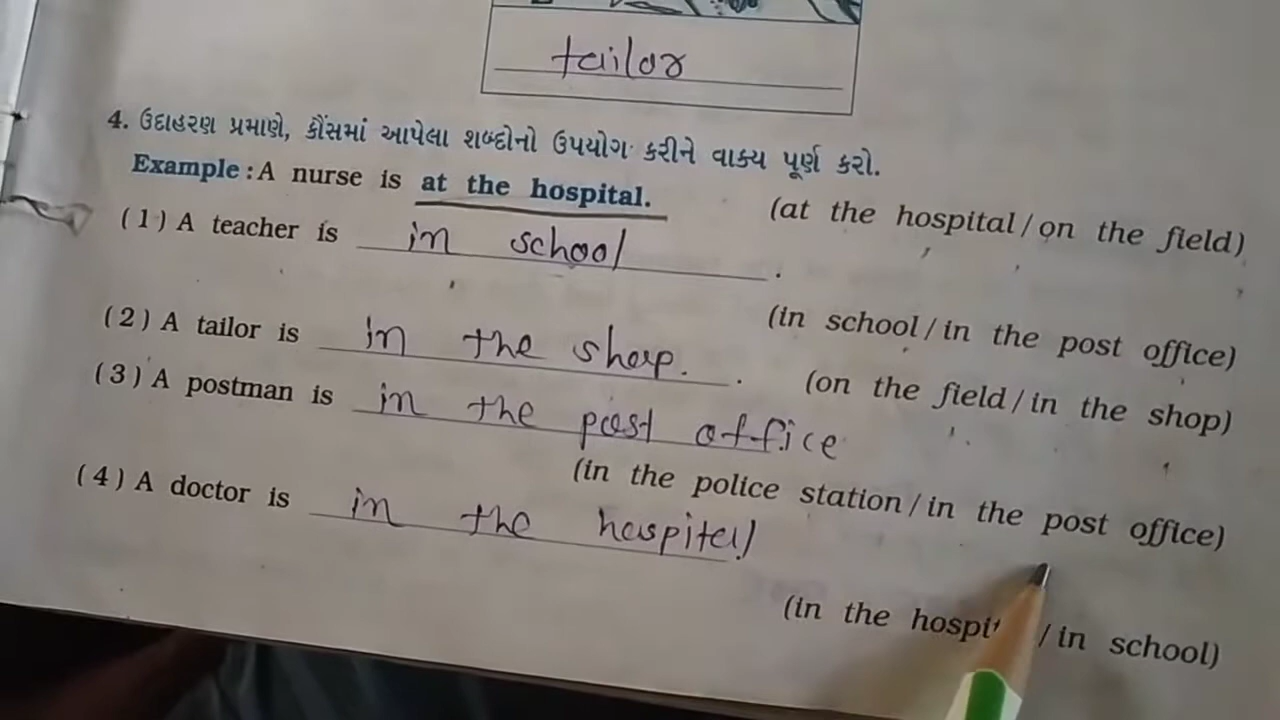 tailor
4. ઉદાહરણ પ્રમાણે, કૌંસમાં આપેલા શબ્દોનો ઉપયોગ કરીને વાક્ય પૂર્ણ કરો.
Example : A nurse is at the hospital.
(at the hospital / on the field)
(1) A teacher is in school .
(in school / in the post office)
(2) A tailor is in the shop. .
(on the field / in the shop)
(3) A postman is in the post office
(in the police station / in the post office)
(4) A doctor is in the hospital
(in the hospit / in school)